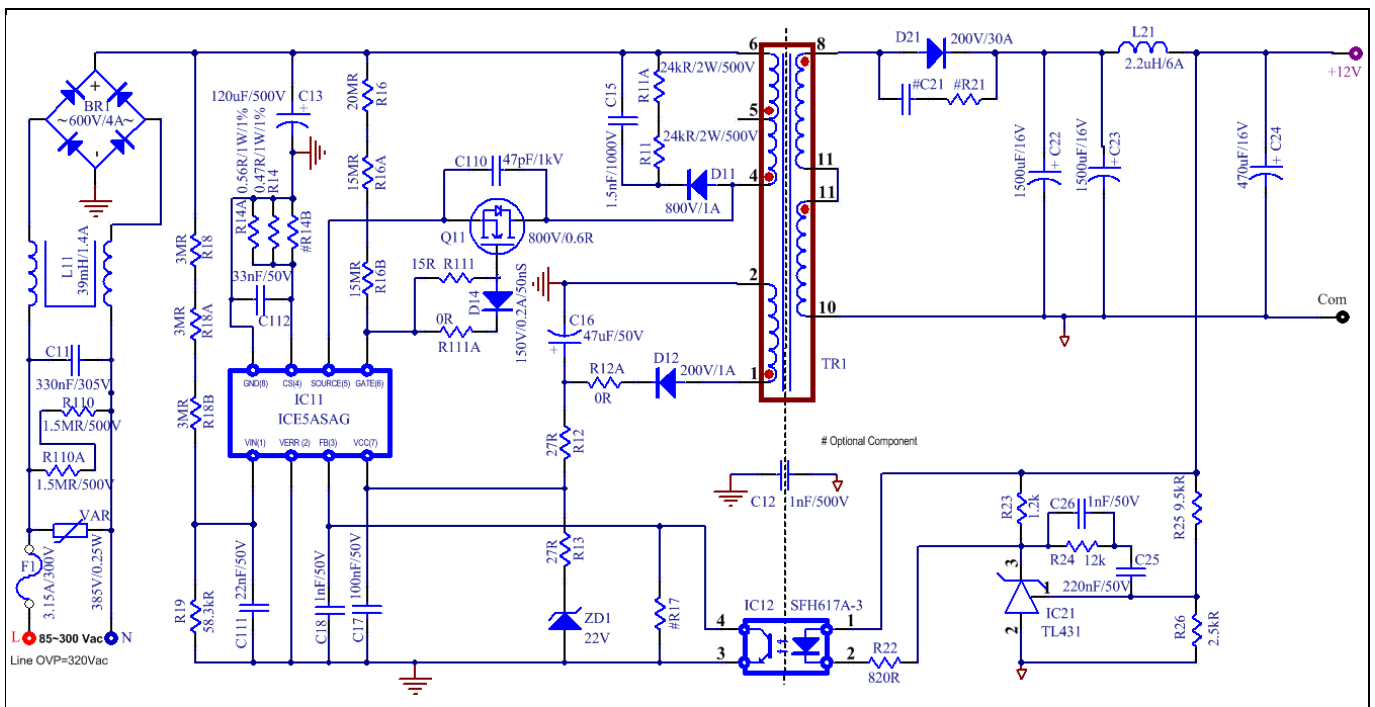 6
8
D21
200V/30A
L21
2.2uH/6A
+12V
BR1
~600V/4A~
+
-
120uF/500V
C13
+
20MR
R16
C15
1.5nF/1000V
24kR/2W/500V
R11A
5
24kR/2W/500V
R11
#C21
#R21
1500uF/16V
+
C22
1500uF/16V
+C23
470uF/16V
+
C24
0.56R/1W/1%
0.47R/1W/1%
R14A
R14
#R14B
15MR
R16A
C110
47pF/1kV
D11
800V/1A
4
11
11
Q11
800V/0.6R
L11
39mH/1.4A
3MR
R18
33nF/50V
C112
15MR
R16B
15R
R111
D14
150V/0.2A/50nS
2
0R
R111A
C16
47uF/50V
+
10
Com
3MR
R18A
C11
330nF/305V
GND(8)
CS(4)
SOURCE(5)
GATE(6)
IC11
ICE5ASAG
VIN(1)
VERR (2)
FB(3)
VCC(7)
R12A
0R
D12
200V/1A
1
TR1
R110
1.5MR/500V
3MR
R18B
R110A
1.5MR/500V
27R
R12
# Optional Component
C12
1nF/500V
R23
1.2k
C26
1nF/50V
R24
12k
C25
220nF/50V
R25 9.5kR
VAR
385V/0.25W
F1
3.15A/300V
R19
58.3kR
C111
22nF/50V
C18
1nF/50V
C17
100nF/50V
27R
R13
ZD1
22V
#R17
IC12
SFH617A-3
4
3
1
2
R22
820R
3
1
2
IC21
TL431
R26
2.5kR
L
85~300 Vac
N
Line OVP=320Vac